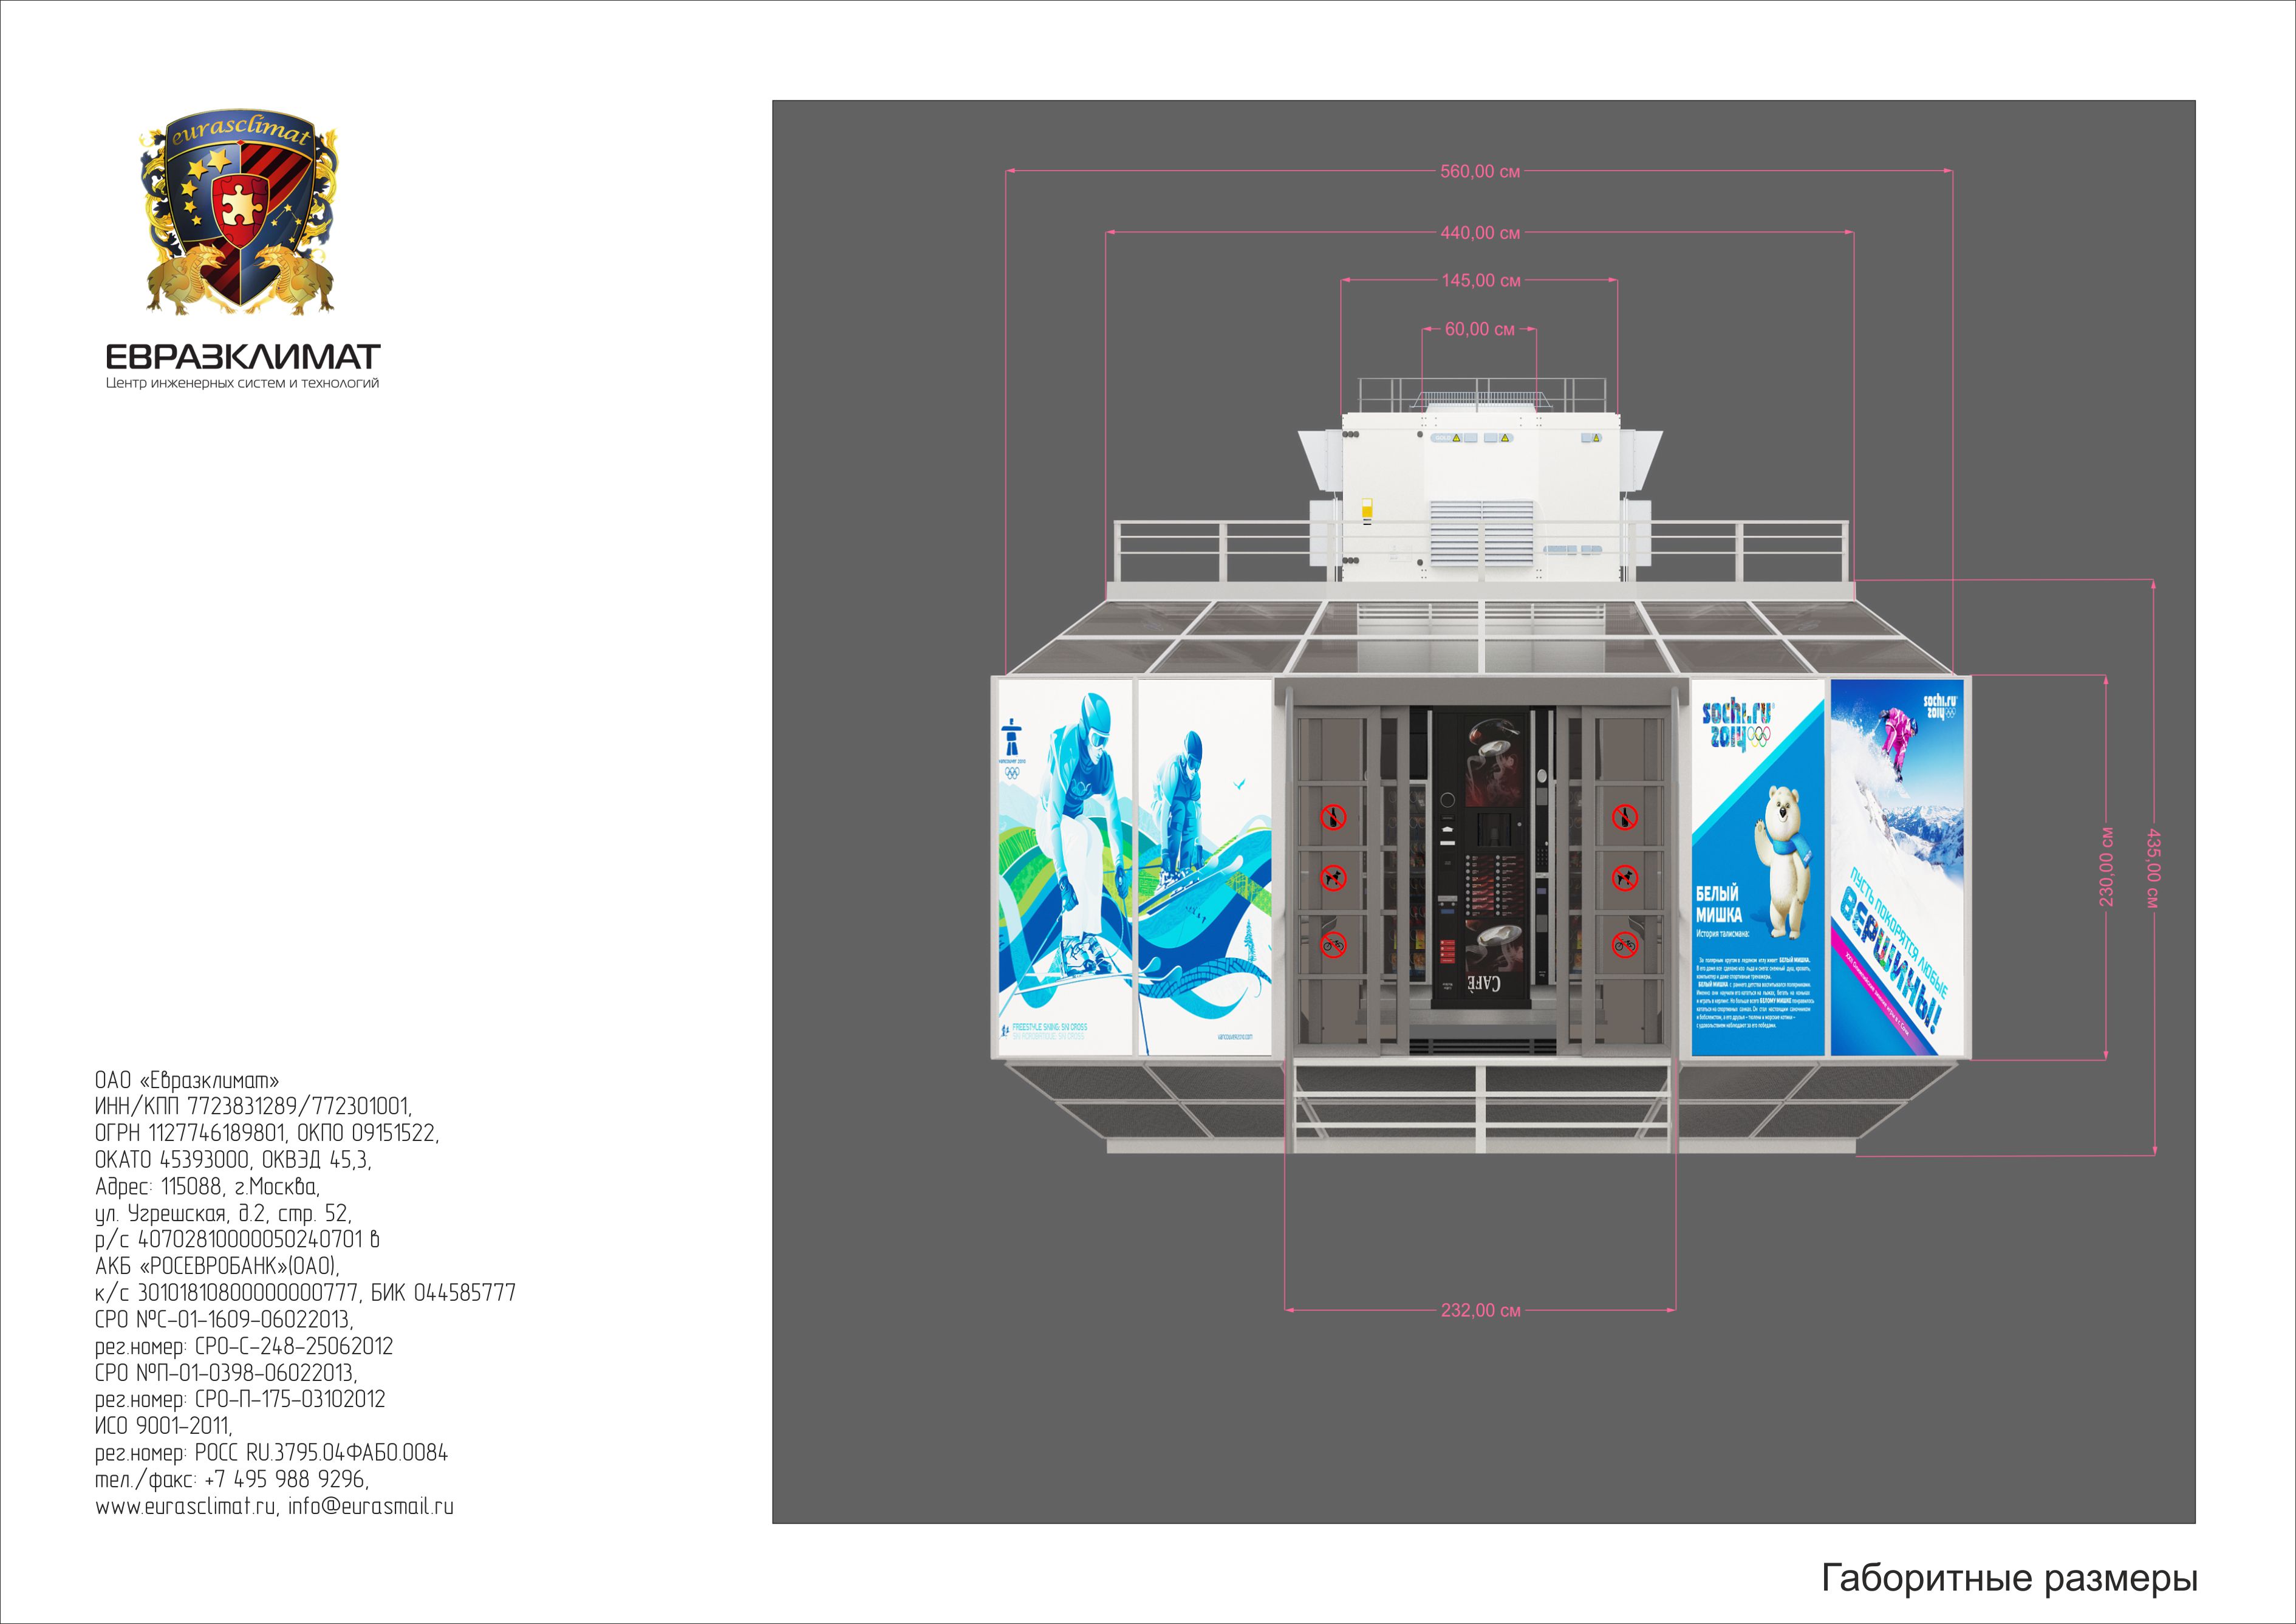 eurasclimat
ЕВРАЗКЛИМАТ
Центр инженерных систем и технологий
560,00 см
440,00 см
145,00 см
60,00 см
230,00 см
435,00 см
232,00 см
sochi.ru
2014
sochi.ru
2014
БЕЛЫЙ
МИШКА
История талисмана:
ПУСТЬ ПОКОРЯТСЯ ЛЮБЫЕ
ВЕРШИНЫ!
CAFÈ
FREESTYLE SKIING: SKI CROSS
ОАО «Евразклимат»
ИНН/КПП 7723831289/772301001,
ОГРН 1127746189801, ОКПО 09151522,
ОКАТО 45393000, ОКВЭД 45,3,
Адрес: 115088, г.Москва,
ул. Угрешская, д.2, стр. 52,
р/с 40702810000050240701 в
АКБ «РОСЕВРОБАНК»(ОАО),
к/с 30101810800000000777, БИК 044585777
СРО №С-01-1609-06022013,
рег.номер: СРО-С-248-25062012
СРО №П-01-0398-06022013,
рег.номер: СРО-П-175-03102012
ИСО 9001-2011,
рег.номер: РОСС RU.3795.04ФАБ0.0084
тел./факс: +7 495 988 9296,
www.eurasclimat.ru, info@eurasmail.ru
Габоритные размеры